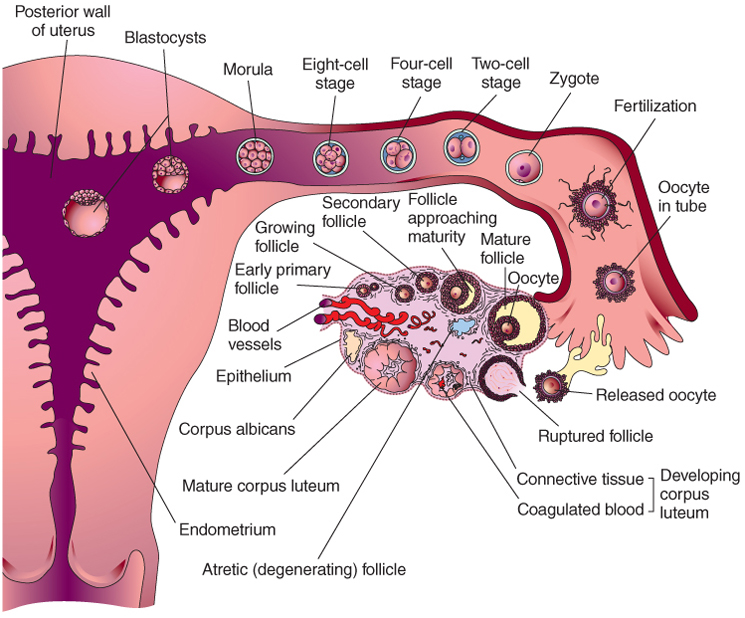 Posterior wall
of uterus
Blastocysts
Morula
Eight-cell
stage
Four-cell
stage
Two-cell
stage
Zygote
Fertilization
Oocyte
in tube
Secondary
follicle
Follicle
approaching
maturity
Growing
follicle
Mature
follicle
Early primary
follicle
Oocyte
Blood
vessels
Epithelium
Released oocyte
Corpus albicans
Ruptured follicle
Mature corpus luteum
Connective tissue
Coagulated blood
Developing
corpus
luteum
Endometrium
Atretic (degenerating) follicle